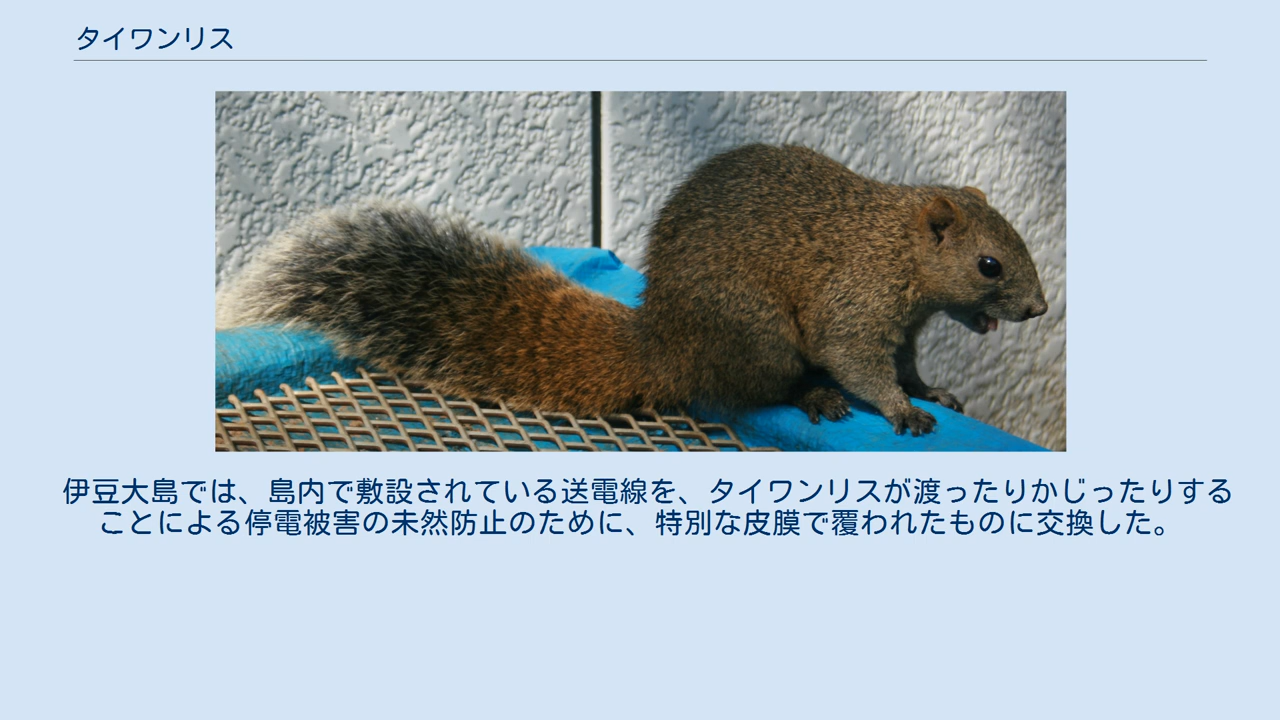 タイワンリス
伊豆大島では、島内で敷設されている送電線を、タイワンリスが渡ったりかじったりする
ことによる停電被害の未然防止のために、特別な皮膜で覆われたものに交換した。